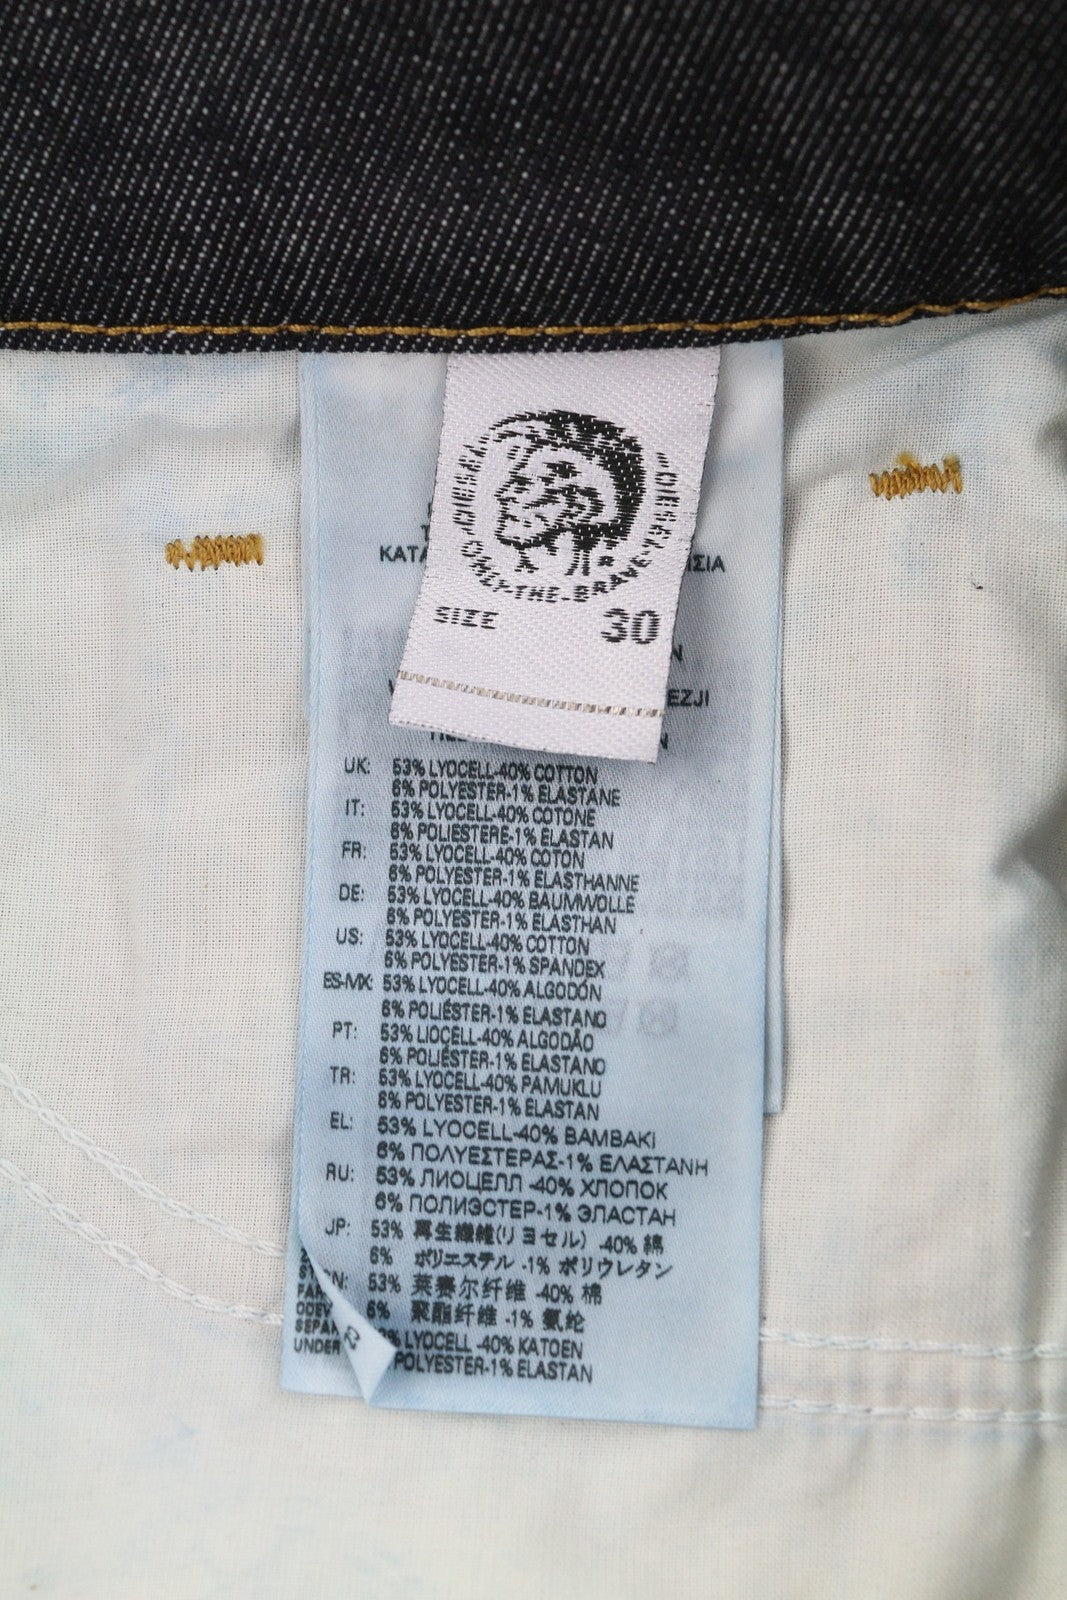 DIESEL
DIESEL
ONLY-THE-BRAVE
SIZE 30
ΚΑΤΑ
ΙΣΙΑ
EZJI
UK: 53% LYOCELL-40% COTTON
6% POLYESTER-1% ELASTANE
IT: 53% LYOCELL-40% COTONE
6% POLIESTERE-1% ELASTAN
FR: 53% LYOCELL-40% COTON
6% POLYESTER-1% ELASTHANNE
DE: 53% LYOCELL-40% BAUMWOLLE
6% POLYESTER-1% ELASTHAN
US: 53% LYOCELL-40% COTTON
6% POLYESTER-1% SPANDEX
ES-MX: 53% LYOCELL-40% ALGODÓN
6% POLIÉSTER-1% ELASTANO
PT: 53% LIOCELL-40% ALGODÃO
6% POLIÉSTER-1% ELASTANO
TR: 53% LYOCELL-40% PAMUKLU
6% POLYESTER-1% ELASTAN
EL: 53% LYOCELL-40% ΒΑΜΒΑΚΙ
6% ΠΟΛΥΕΣΤΕΡΑΣ-1% ΕΛΑΣΤΑΝΗ
RU: 53% ЛИОЦЕЛЛ -40% ХЛОПОК
6% ПОЛИЭСТЕР-1% ЭЛАСТАН
JP: 53% 再生繊維(リヨセル) -40% 綿
6% ポリエステル -1% ポリウレタン
CN: 53% 莱赛尔纤维 -40% 棉
6% 聚酯纤维 -1% 氨纶
% LYOCELL -40% KATOEN
POLYESTER-1% ELASTAN
UNDER